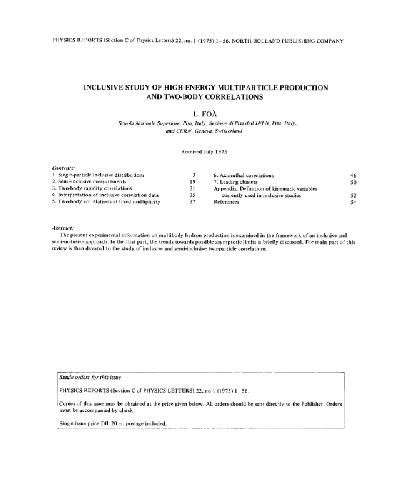 PHYSICS REPORTS (Section C of Physics Letters) 22, no. 1 (1975) 1–56. NORTH-HOLLAND PUBLISHING COMPANY
INCLUSIVE STUDY OF HIGH-ENERGY MULTIPARTICLE PRODUCTION
AND TWO-BODY CORRELATIONS
L. FOÀ
Scuola Normale Superiore, Pisa, Italy, Sezione di Pisa dell'INFN, Pisa, Italy,
and CERN, Geneva, Switzerland
Received July 1975
Contents:
1. Single-particle inclusive distributions 3
2. Semi-inclusive measurements
3. Two-body rapidity correlations 21
4. Interpretation of inclusive correlation data 35
5. Two-body correlations at fixed multiplicity 37
6. Azimuthal correlations 46
7. Leading clusters 50
Appendix. Definition of kinematic variables
currently used in inclusive studies 52
References 54
Abstract:
The present experimental information on multibody hadron production is examined in the framework of an inclusive and
semi-inclusive approach. In the first part, the trends towards possible asymptotic limits is briefly discussed. The main part of this
review is then devoted to the study of inclusive and semi-inclusive two-particle correlations.
Single orders for this issue
PHYSICS REPORTS (Section C of PHYSICS LETTERS) 22, no. 1 (1975) 1–56.
Copies of this issue may be obtained at the price given below. All orders should be sent directly to the Publisher. Orders
must be accompanied by check.
Single issue price Dfl. 20.–, postage included.